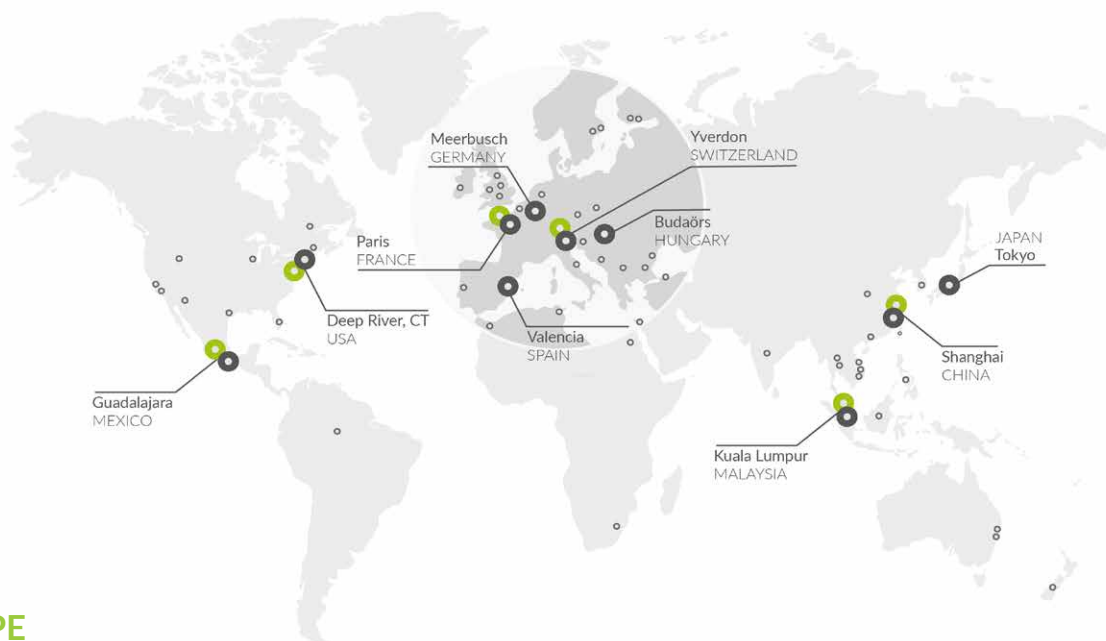 Meerbusch
GERMANY
Yverdon
SWITZERLAND
Paris
FRANCE
Budaörs
HUNGARY
JAPAN
Tokyo
Deep River, CT
USA
Valencia
SPAIN
Shanghai
CHINA
Guadalajara
MEXICO
Kuala Lumpur
MALAYSIA
PE